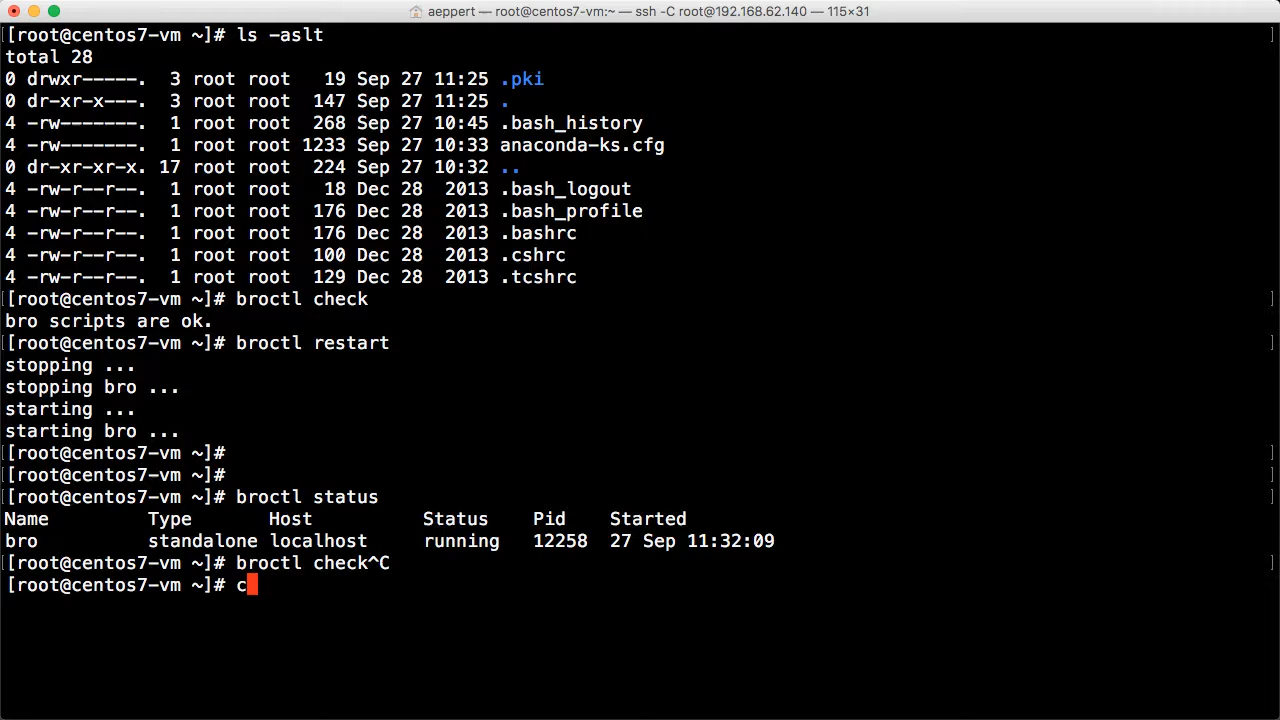 aeppert — root@centos7-vm:~ — ssh -C root@192.168.62.140 — 115×31
[root@centos7-vm ~]# ls -aslt
total 28
0 drwxr-----.  3 root root   19 Sep 27 11:25 .pki
0 dr-xr-x---.  3 root root  147 Sep 27 11:25 .
4 -rw-------.  1 root root  268 Sep 27 10:45 .bash_history
4 -rw-------.  1 root root 1233 Sep 27 10:33 anaconda-ks.cfg
0 dr-xr-xr-x. 17 root root  224 Sep 27 10:32 ..
4 -rw-r--r--.  1 root root   18 Dec 28  2013 .bash_logout
4 -rw-r--r--.  1 root root  176 Dec 28  2013 .bash_profile
4 -rw-r--r--.  1 root root  176 Dec 28  2013 .bashrc
4 -rw-r--r--.  1 root root  100 Dec 28  2013 .cshrc
4 -rw-r--r--.  1 root root  129 Dec 28  2013 .tcshrc
[root@centos7-vm ~]# broctl check
bro scripts are ok.
[root@centos7-vm ~]# broctl restart
stopping ...
stopping bro ...
starting ...
starting bro ...
[root@centos7-vm ~]#
[root@centos7-vm ~]#
[root@centos7-vm ~]# broctl status
Name         Type       Host          Status    Pid    Started
bro          standalone localhost     running   12258  27 Sep 11:32:09
[root@centos7-vm ~]# broctl check^C
[root@centos7-vm ~]# c